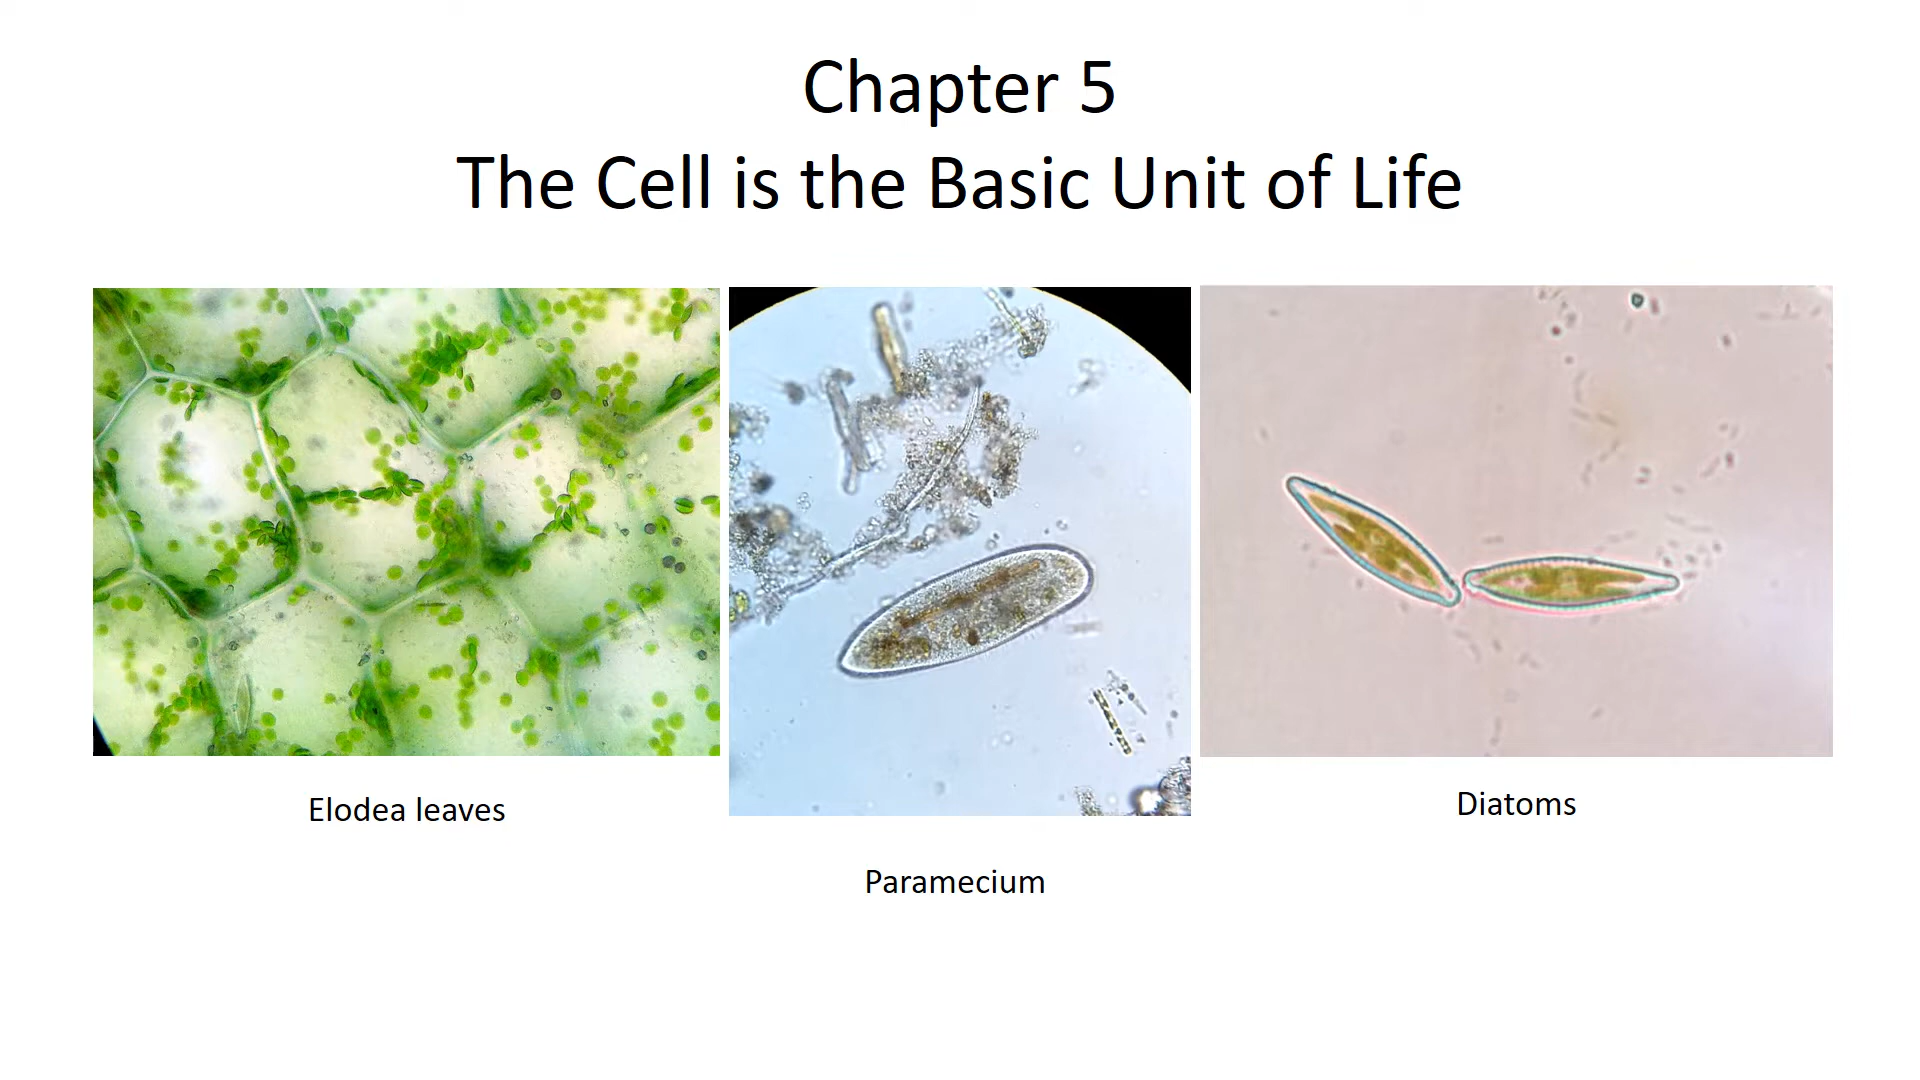 Chapter 5
The Cell is the Basic Unit of Life
Elodea leaves
Paramecium
Diatoms